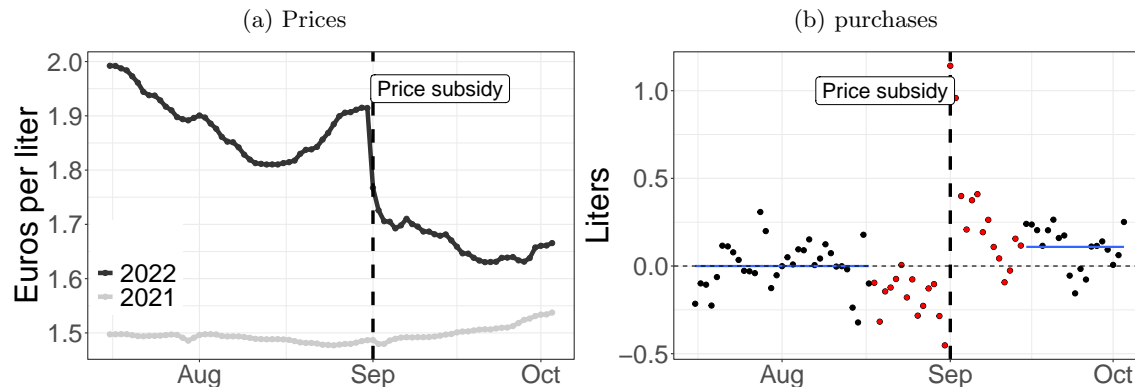 (a) Prices
Euros per liter
2.0
1.9
1.8
1.7
1.6
1.5
Price subsidy
2022
2021
Aug
Sep
Oct
(b) purchases
Liters
1.0
0.5
0.0
−0.5
Price subsidy
Aug
Sep
Oct